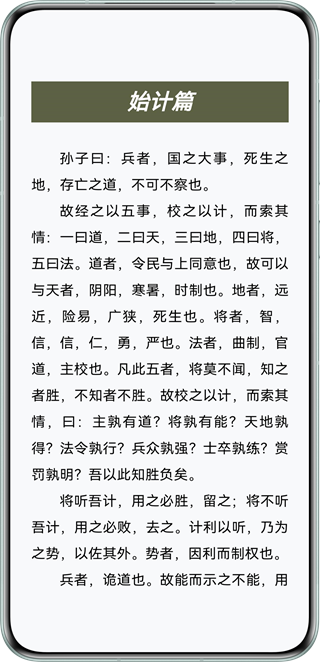 始计篇
孙子曰：兵者，国之大事，死生之
地，存亡之道，不可不察也。
故经之以五事，校之以计，而索其
情：一曰道，二曰天，三曰地，四曰将，
五曰法。道者，令民与上同意也，故可以
与天者，阴阳，寒暑，时制也。地者，远
近，险易，广狭，死生也。将者，智，
信，信，仁，勇，严也。法者，曲制，官
道，主校也。凡此五者，将莫不闻，知之
者胜，不知者不胜。故校之以计，而索其
情，曰：主孰有道？将孰有能？天地孰
得？法令孰行？兵众孰强？士卒孰练？赏
罚孰明？吾以此知胜负矣。
将听吾计，用之必胜，留之；将不听
吾计，用之必败，去之。计利以听，乃为
之势，以佐其外。势者，因利而制权也。
兵者，诡道也。故能而示之不能，用